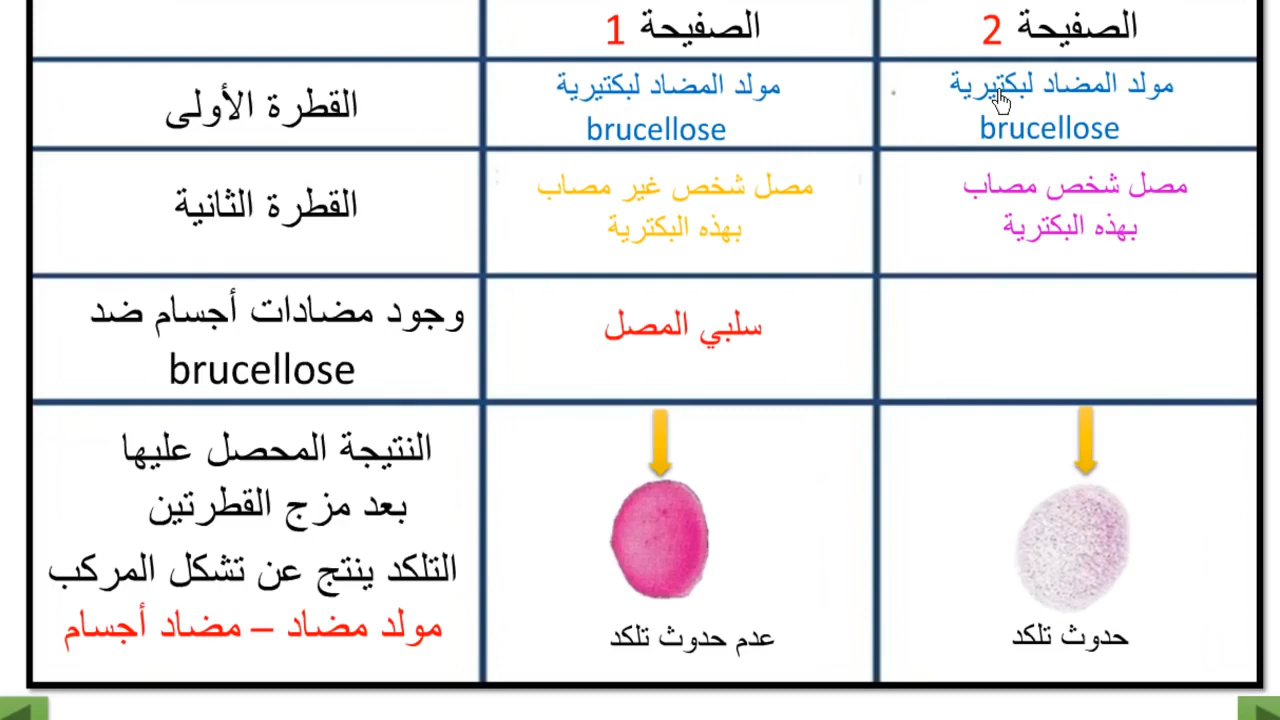 الصفيحة 1
الصفيحة 2
القطرة الأولى
مولد المضاد لبكتيرية
brucellose
مولد المضاد لبكتيرية
brucellose
القطرة الثانية
مصل شخص غير مصاب
بهذه البكترية
مصل شخص مصاب
بهذه البكترية
وجود مضادات أجسام ضد
brucellose
سلبي المصل
النتيجة المحصل عليها
بعد مزج القطرتين
التلكد ينتج عن تشكل المركب
مولد مضاد – مضاد أجسام
عدم حدوث تلكد
حدوث تلكد